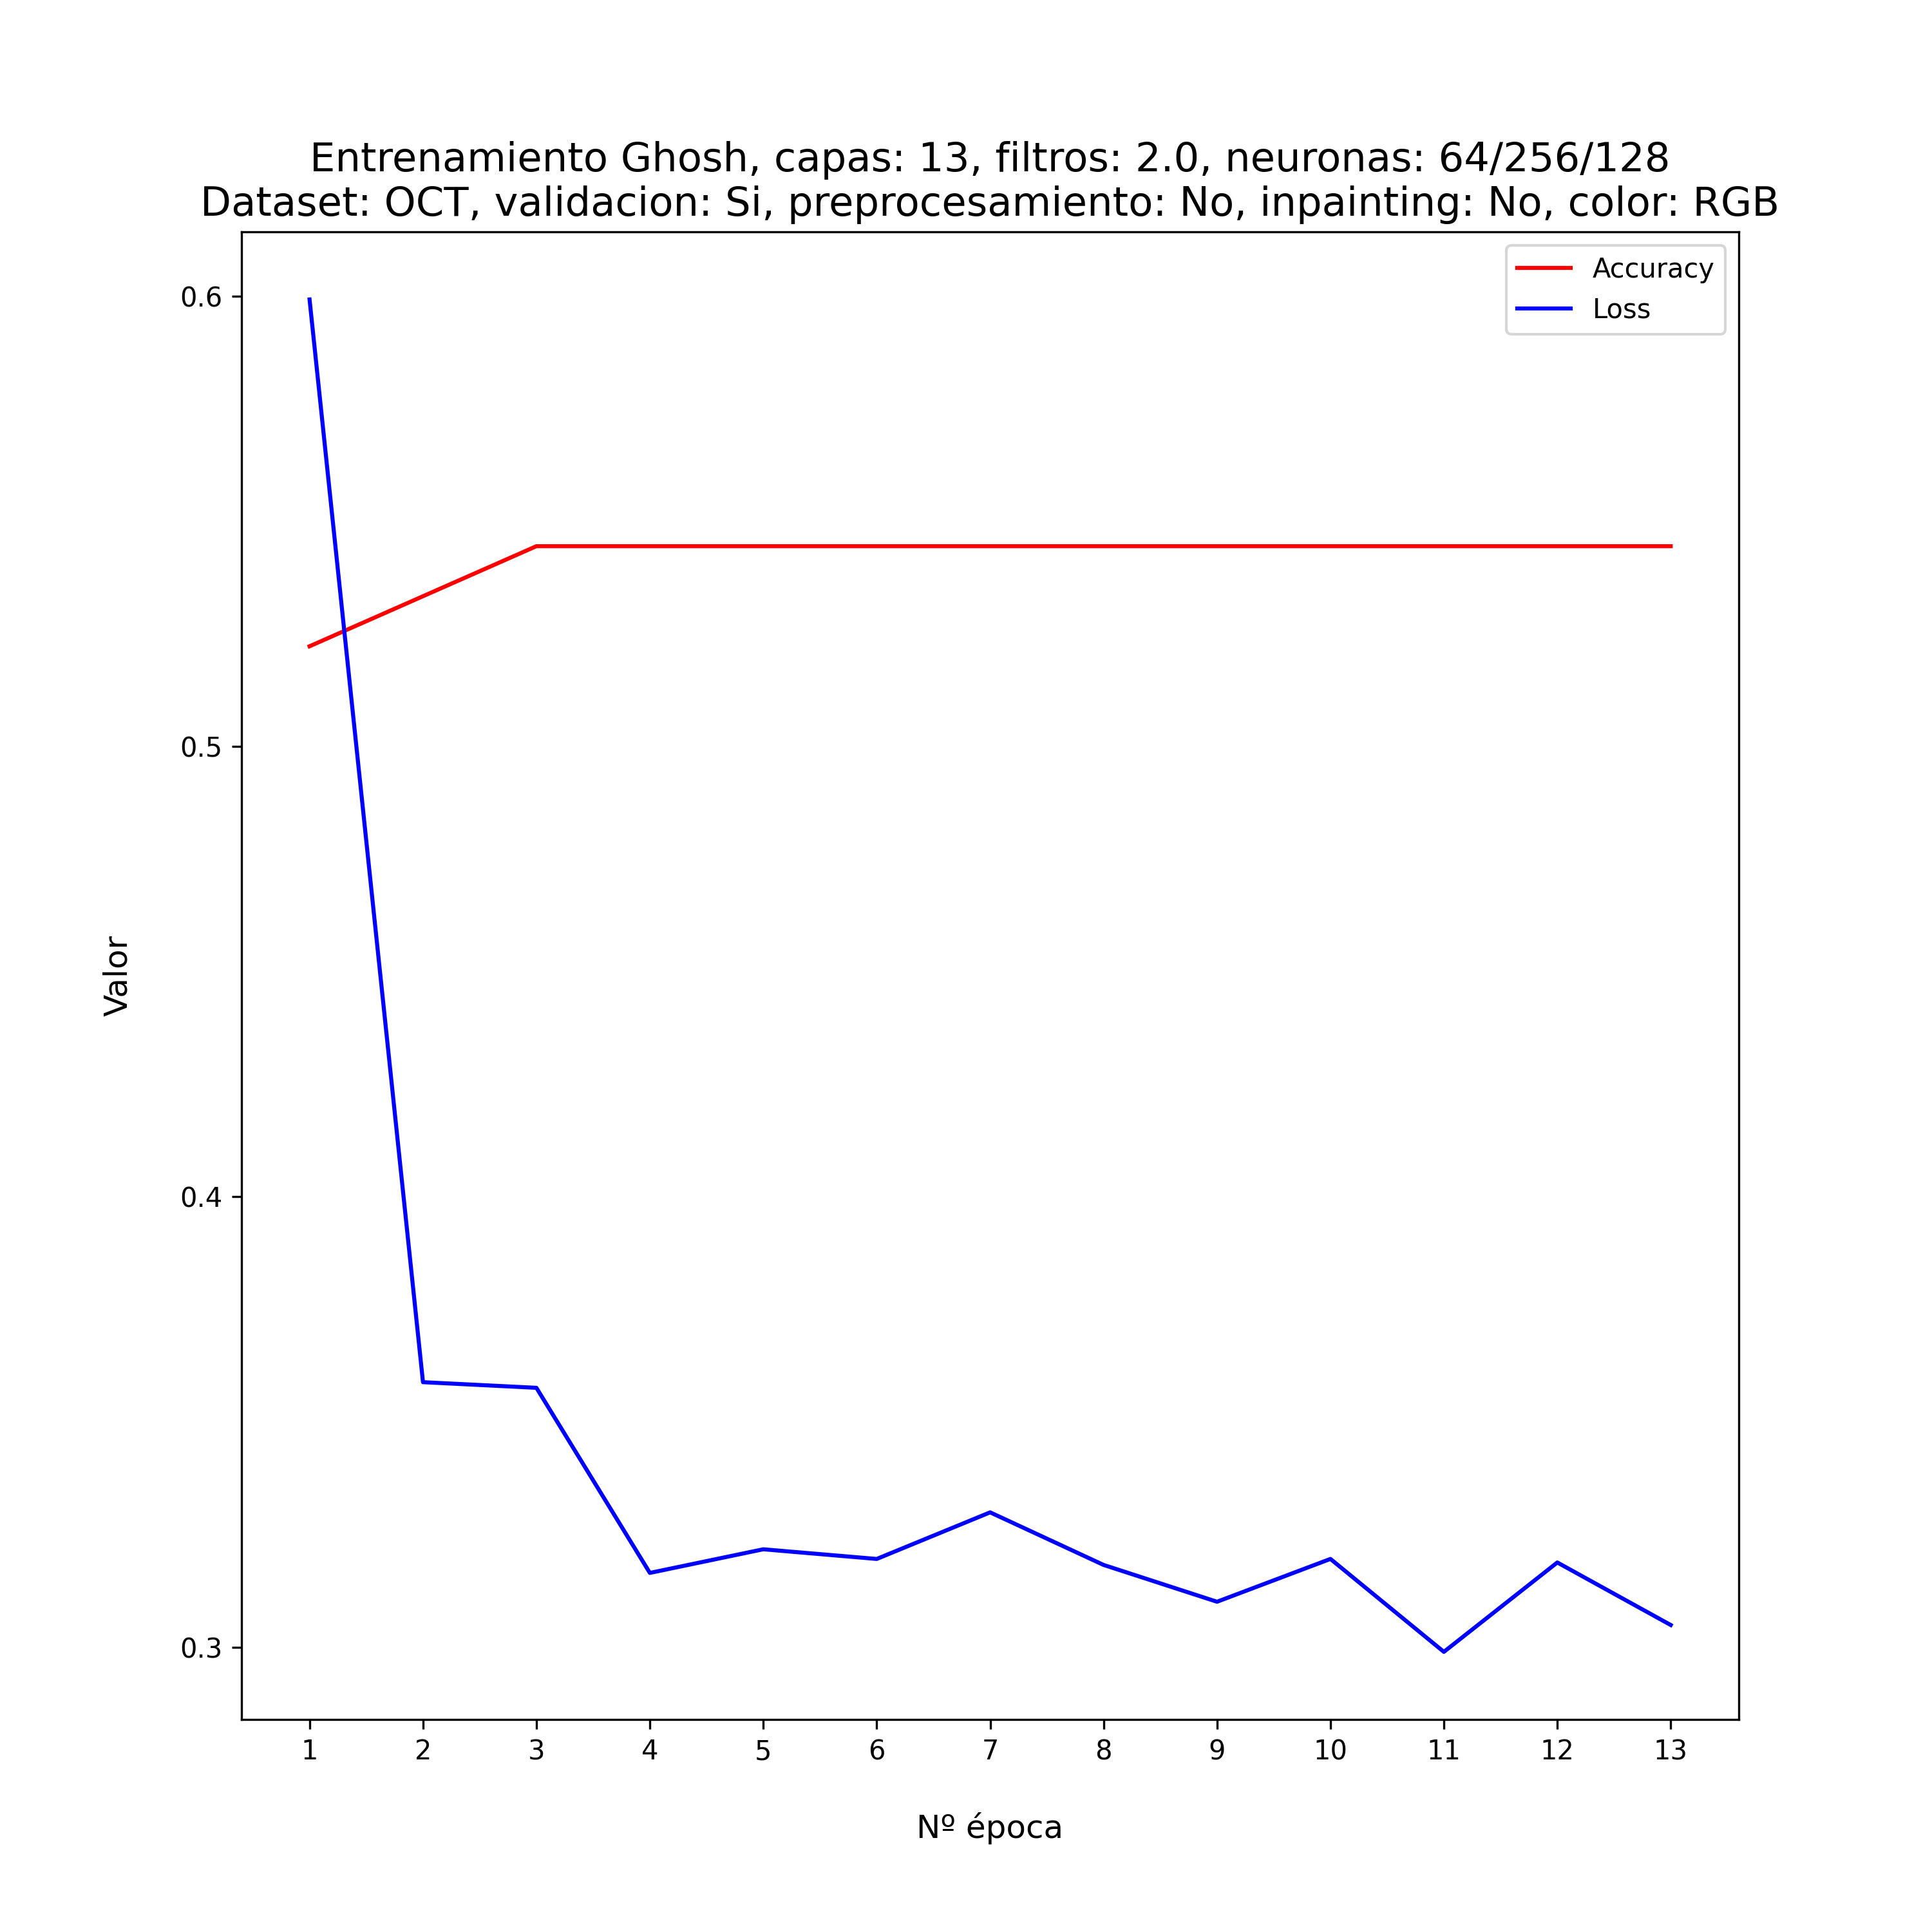 Entrenamiento Ghosh, capas: 13, filtros: 2.0, neuronas: 64/256/128
Dataset: OCT, validacion: Si, preprocesamiento: No, inpainting: No, color: RGB
Accuracy
Loss
0.6
0.5
0.4
0.3
Valor
1 2 3 4 5 6 7 8 9 10 11 12 13
Nº época